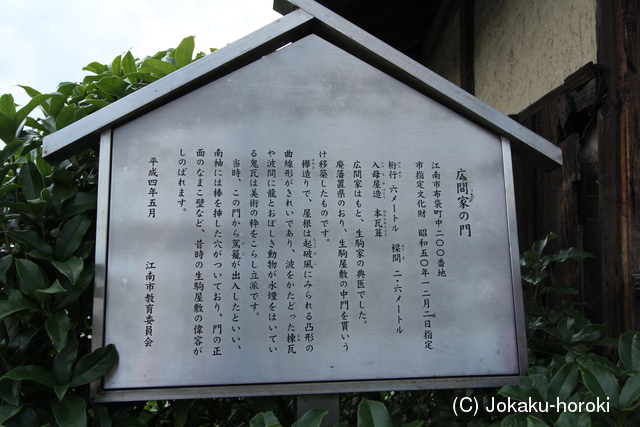 広間家の門
江南市布袋町中二〇〇番地
市指定文化財 昭和五〇年一二月二日指定
桁行 六メートル 梁間 二・六メートル
入母屋造 本瓦葺
広間家はもと、生駒家の典医でした。
廃藩置県のおり、生駒屋敷の中門を貰いう
け移築したものです。
欅造りで、屋根は起破風にみられる凸形の
曲線形がきれいであり、波をかたどった棟瓦
や波間に龍とおぼしき動物が水煙をはいてい
る鬼瓦は美術の粋をこらし立派です。
当時、この門から駕籠が出入したといい、
南袖には棒を挿した穴がついており、門の正
面のなまこ壁など、昔時の生駒屋敷の偉容が
しのばれます。
平成四年五月
江南市教育委員会
(C) Jokaku-horoki